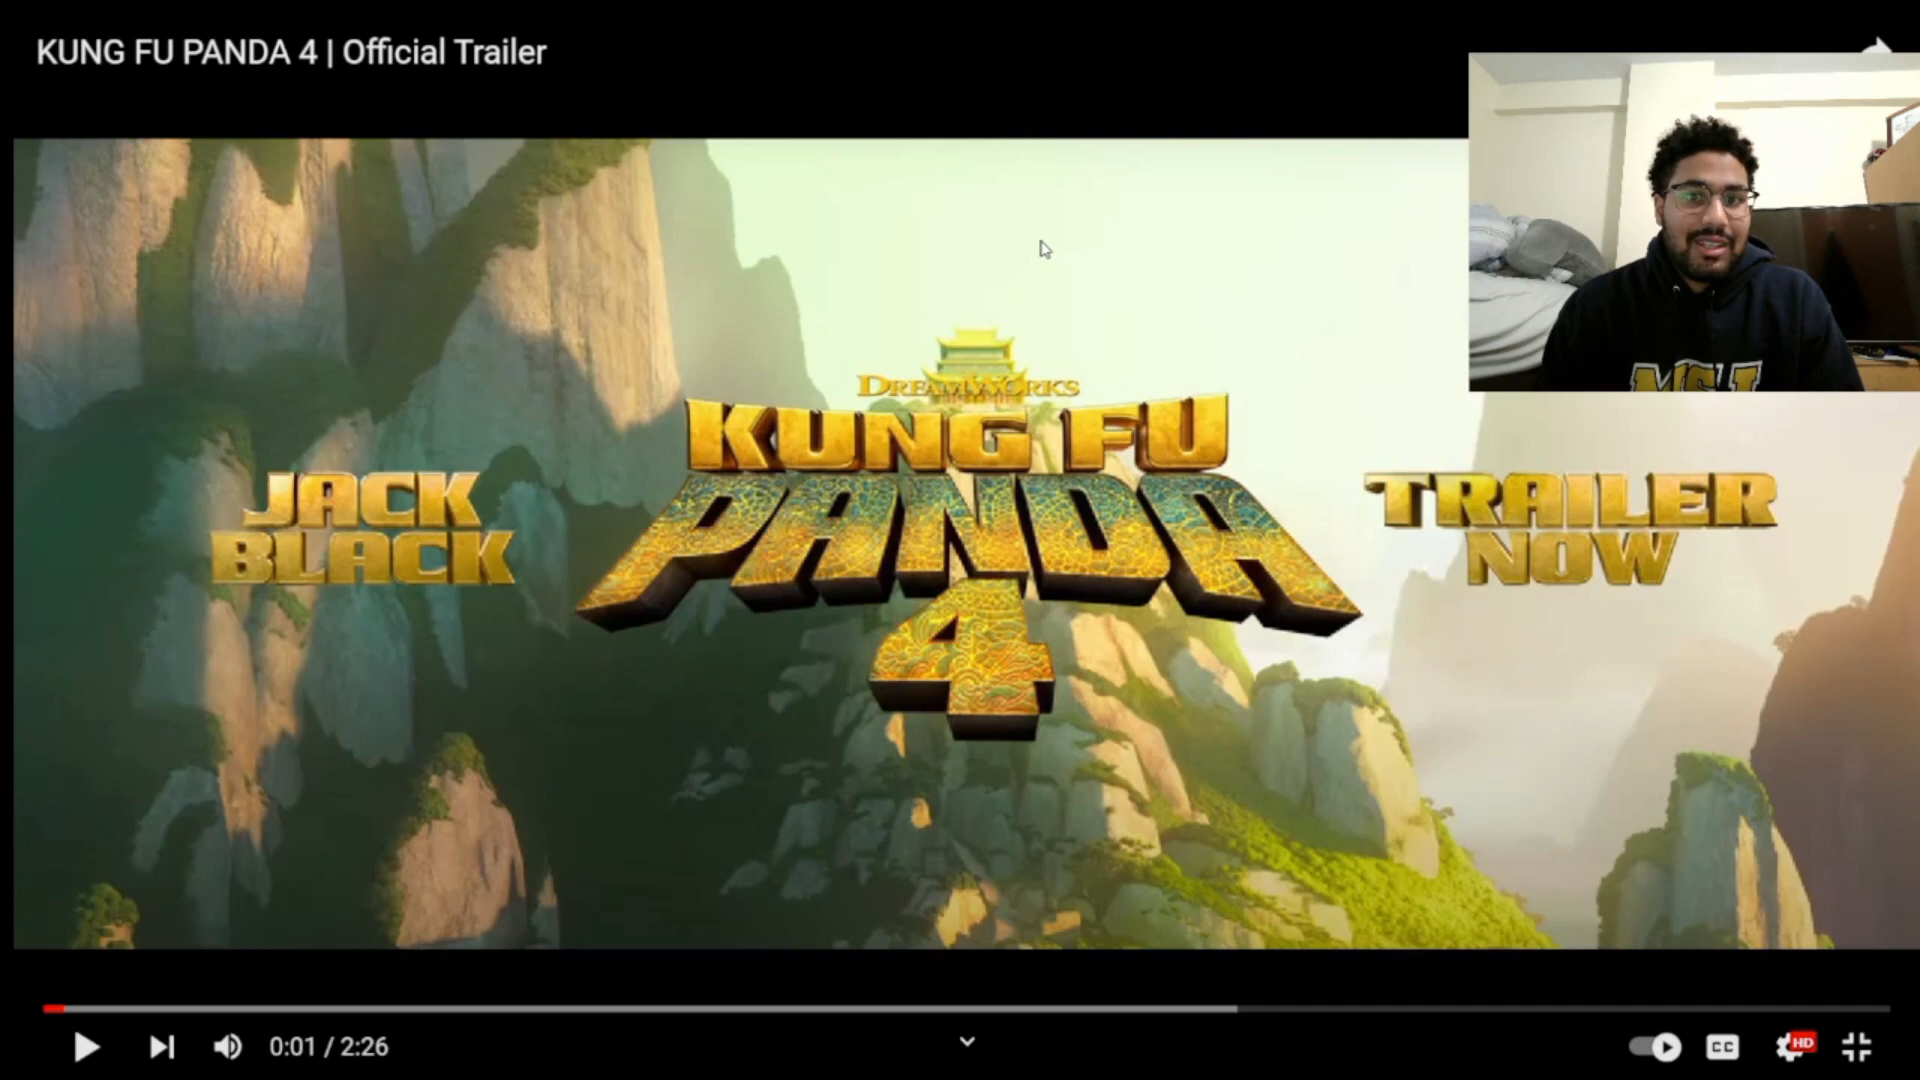 KUNG FU PANDA 4 | Official Trailer
DREAMWORKS
KUNG FU
PANDA
4
JACK
BLACK
TRAILER
NOW
0:01 / 2:26
CC
HD